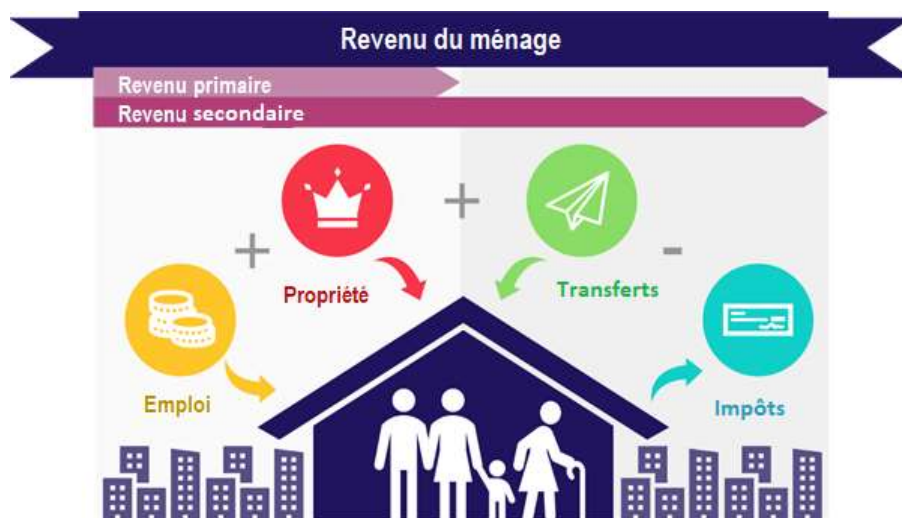 Revenu du ménage
Revenu primaire
Revenu secondaire
+
+
-
Propriété
Transferts
Emploi
Impôts